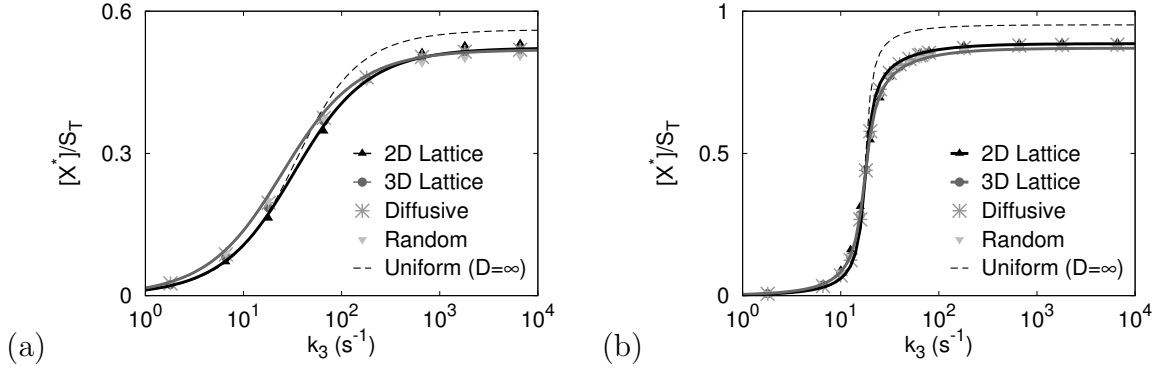 0.6
0.3
0
[X*]/S_T
10^0 10^1 10^2 10^3 10^4
k_3 (s^-1)
2D Lattice
3D Lattice
Diffusive
Random
Uniform (D=∞)
(a)
1
0.5
0
[X*]/S_T
10^0 10^1 10^2 10^3 10^4
k_3 (s^-1)
2D Lattice
3D Lattice
Diffusive
Random
Uniform (D=∞)
(b)